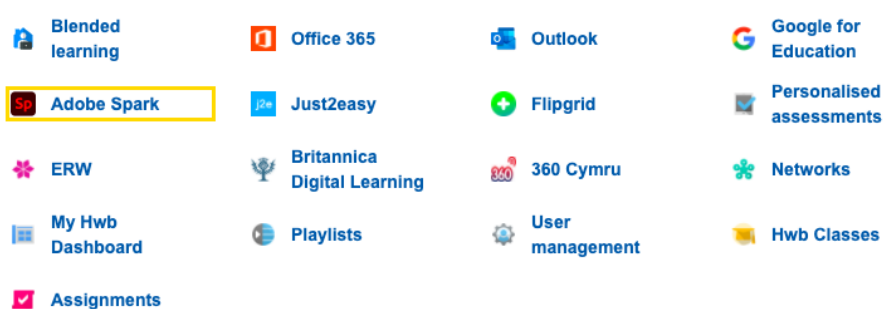 Blended
learning
Office 365
Outlook
Google for
Education
Sp Adobe Spark
j2e Just2easy
Flipgrid
Personalised
assessments
ERW
Britannica
Digital Learning
360 360 Cymru
Networks
My Hwb
Dashboard
Playlists
User
management
Hwb Classes
Assignments